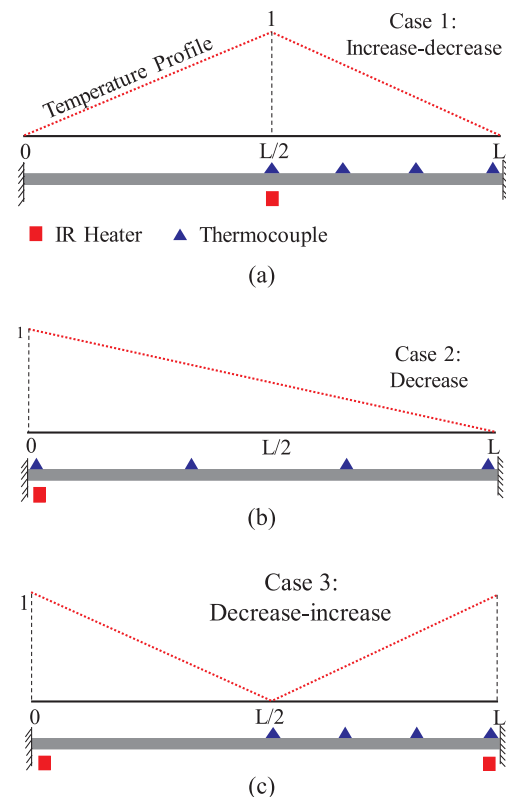 1
Case 1:
Increase-decrease
Temperature Profile
0 L/2 L
IR Heater Thermocouple
(a)
1
Case 2:
Decrease
0 L/2 L
(b)
Case 3:
1
Decrease-increase
0 L/2 L
(c)